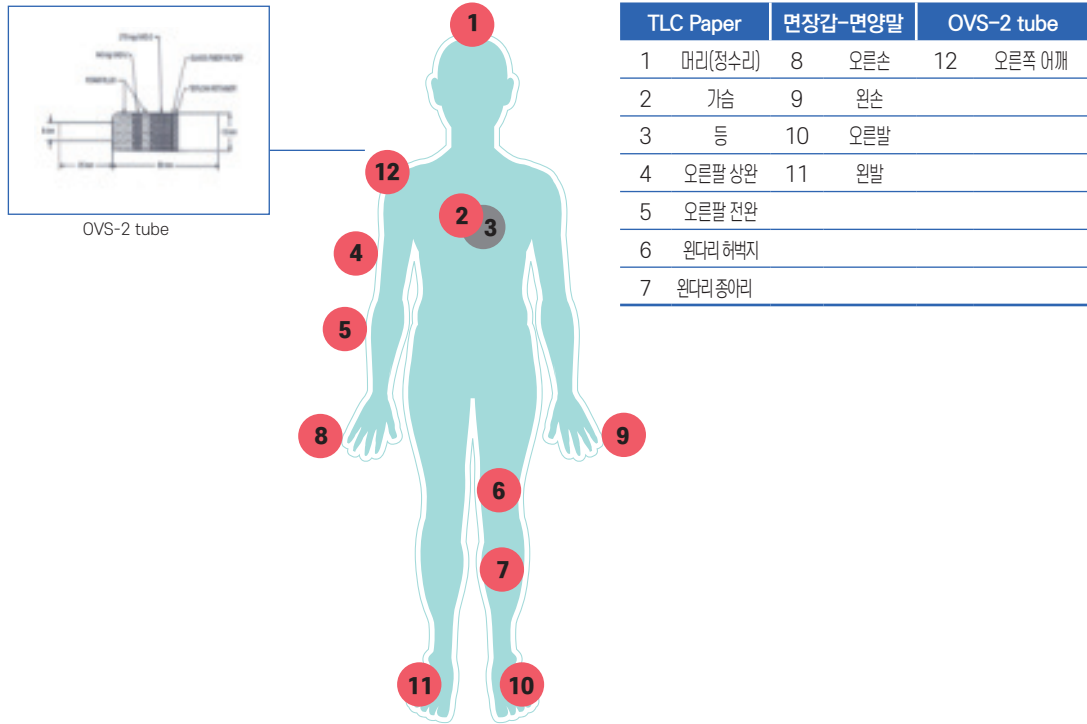 OVS-2 tube
TLC Paper 면장갑-면양말 OVS-2 tube
1 머리(정수리) 8 오른손 12 오른쪽 어깨
2 가슴 9 왼손
3 등 10 오른발
4 오른팔 상완 11 왼발
5 오른팔 전완
6 왼다리 허벅지
7 왼다리 종아리
1
12
2
3
4
5
8
9
6
7
11
10